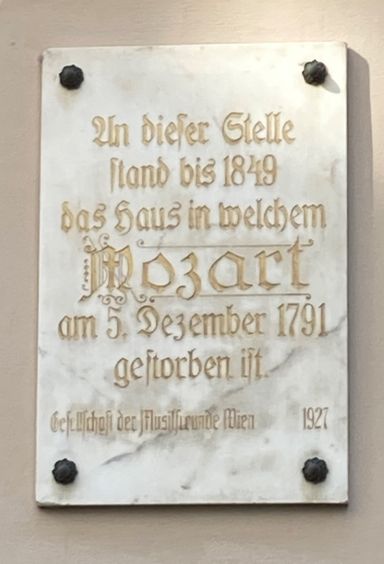 An dieser Stelle
stand bis 1849
das Haus in welchem
Mozart
am 5. Dezember 1791
gestorben ist.
Gesellschaft der Musikfreunde Wien 1927